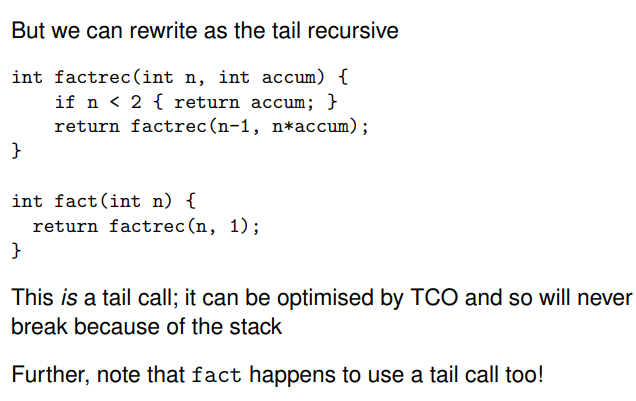 But we can rewrite as the tail recursive
int factrec(int n, int accum) {
    if n < 2 { return accum; }
    return factrec(n-1, n*accum);
}
int fact(int n) {
  return factrec(n, 1);
}
This is a tail call; it can be optimised by TCO and so will never
break because of the stack
Further, note that fact happens to use a tail call too!